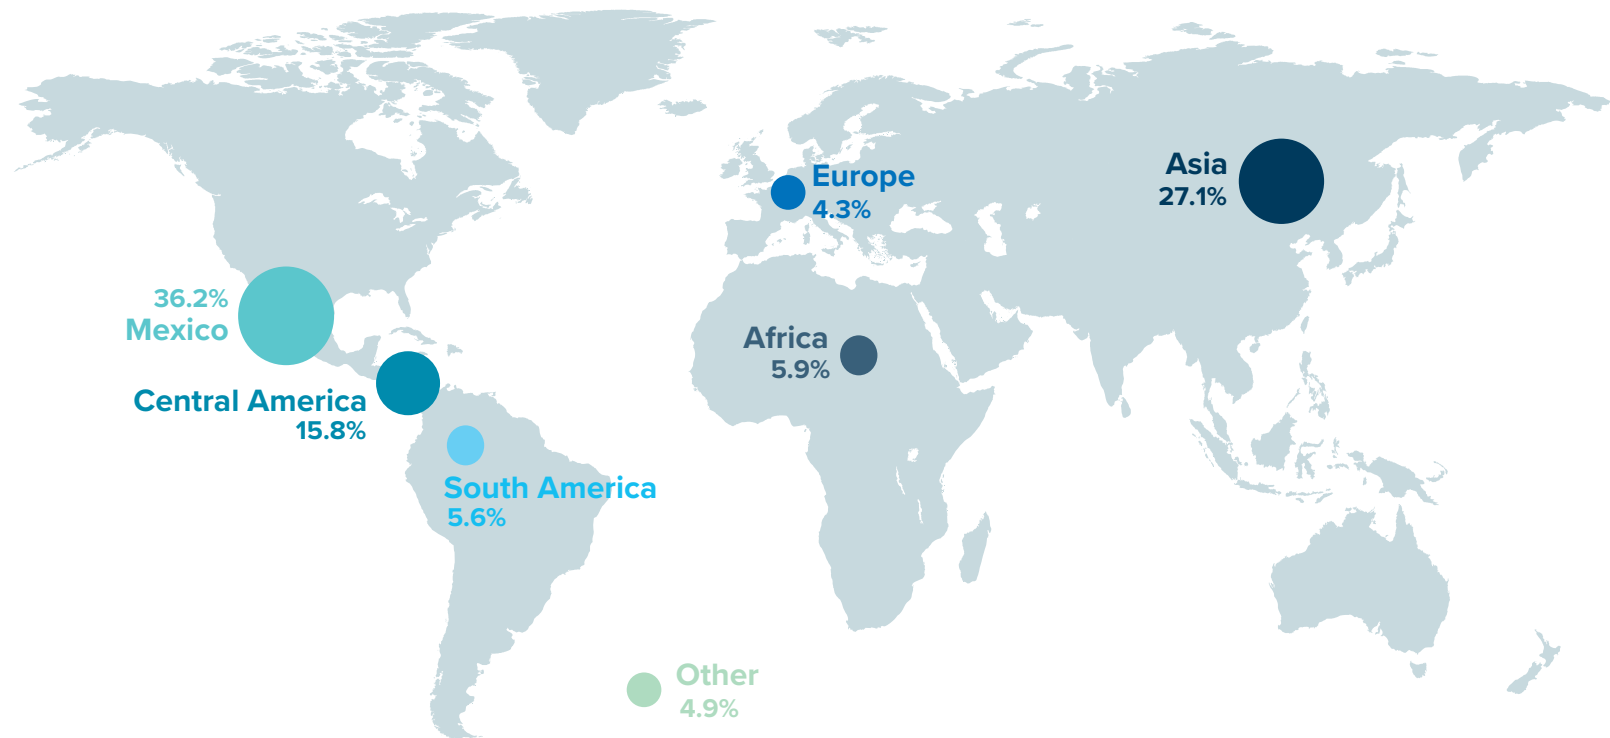 Europe
4.3%
Asia
27.1%
36.2%
Mexico
Africa
5.9%
Central America
15.8%
South America
5.6%
Other
4.9%